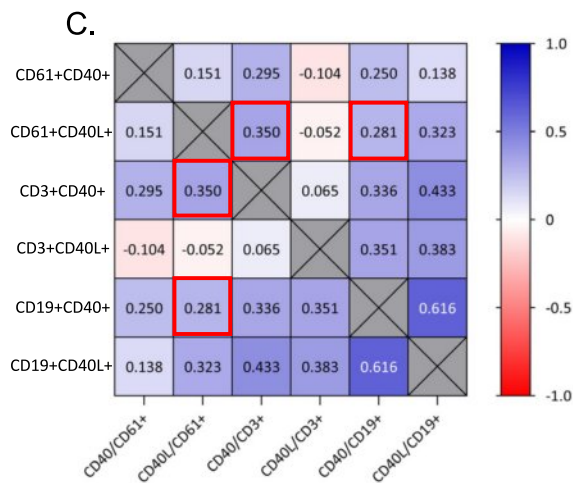 C.
CD61+CD40+ 0.151 0.295 -0.104 0.250 0.138
CD61+CD40L+ 0.151 0.350 -0.052 0.281 0.323
CD3+CD40+ 0.295 0.350 0.065 0.336 0.433
CD3+CD40L+ -0.104 -0.052 0.065 0.351 0.383
CD19+CD40+ 0.250 0.281 0.336 0.351 0.616
CD19+CD40L+ 0.138 0.323 0.433 0.383 0.616
CD40/CD61+ CD40L/CD61+ CD40/CD3+ CD40L/CD3+ CD40/CD19+ CD40L/CD19+
1.0
0.5
0
-0.5
-1.0